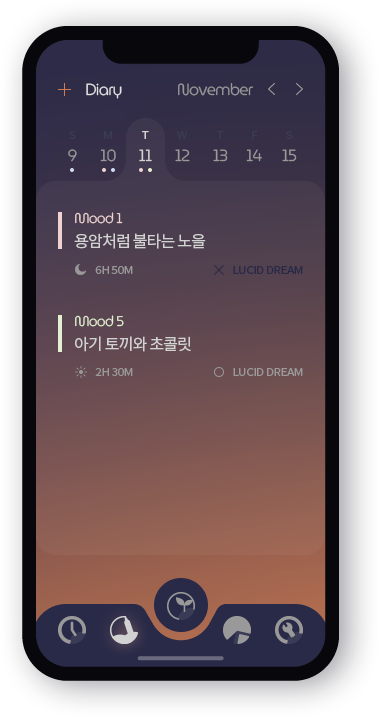 Diary November
S M T W T F S
9 10 11 12 13 14 15
Mood 1
용암처럼 불타는 노을
6H 50M LUCID DREAM
Mood 5
아기 토끼와 초콜릿
2H 30M LUCID DREAM